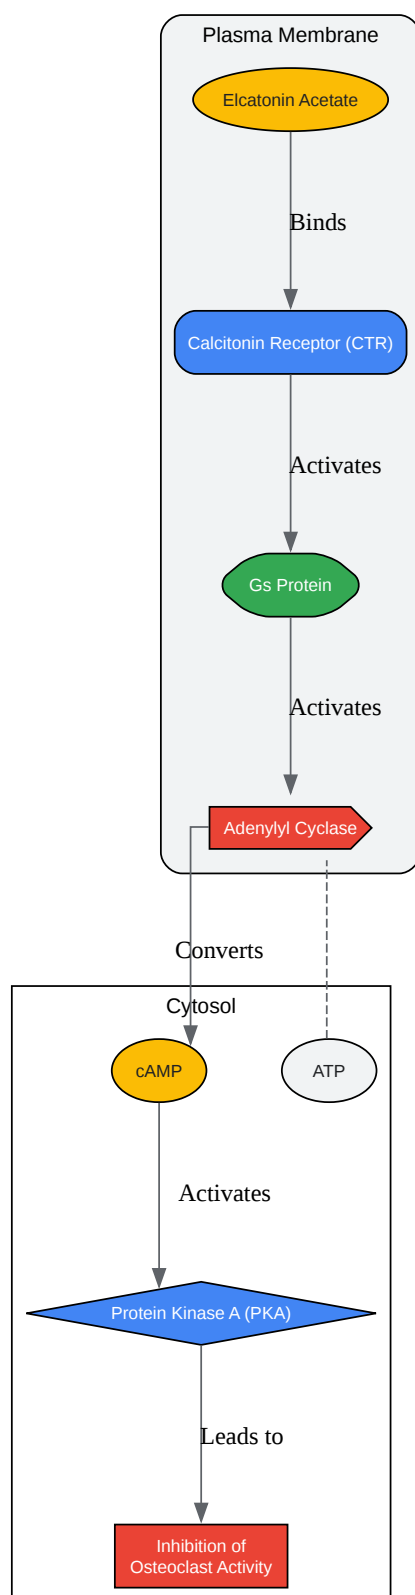 Plasma Membrane
Elcatonin Acetate
Binds
Calcitonin Receptor (CTR)
Activates
Gs Protein
Activates
Adenylyl Cyclase
Converts
Cytosol
cAMP
ATP
Activates
Protein Kinase A (PKA)
Leads to
Inhibition of
Osteoclast Activity